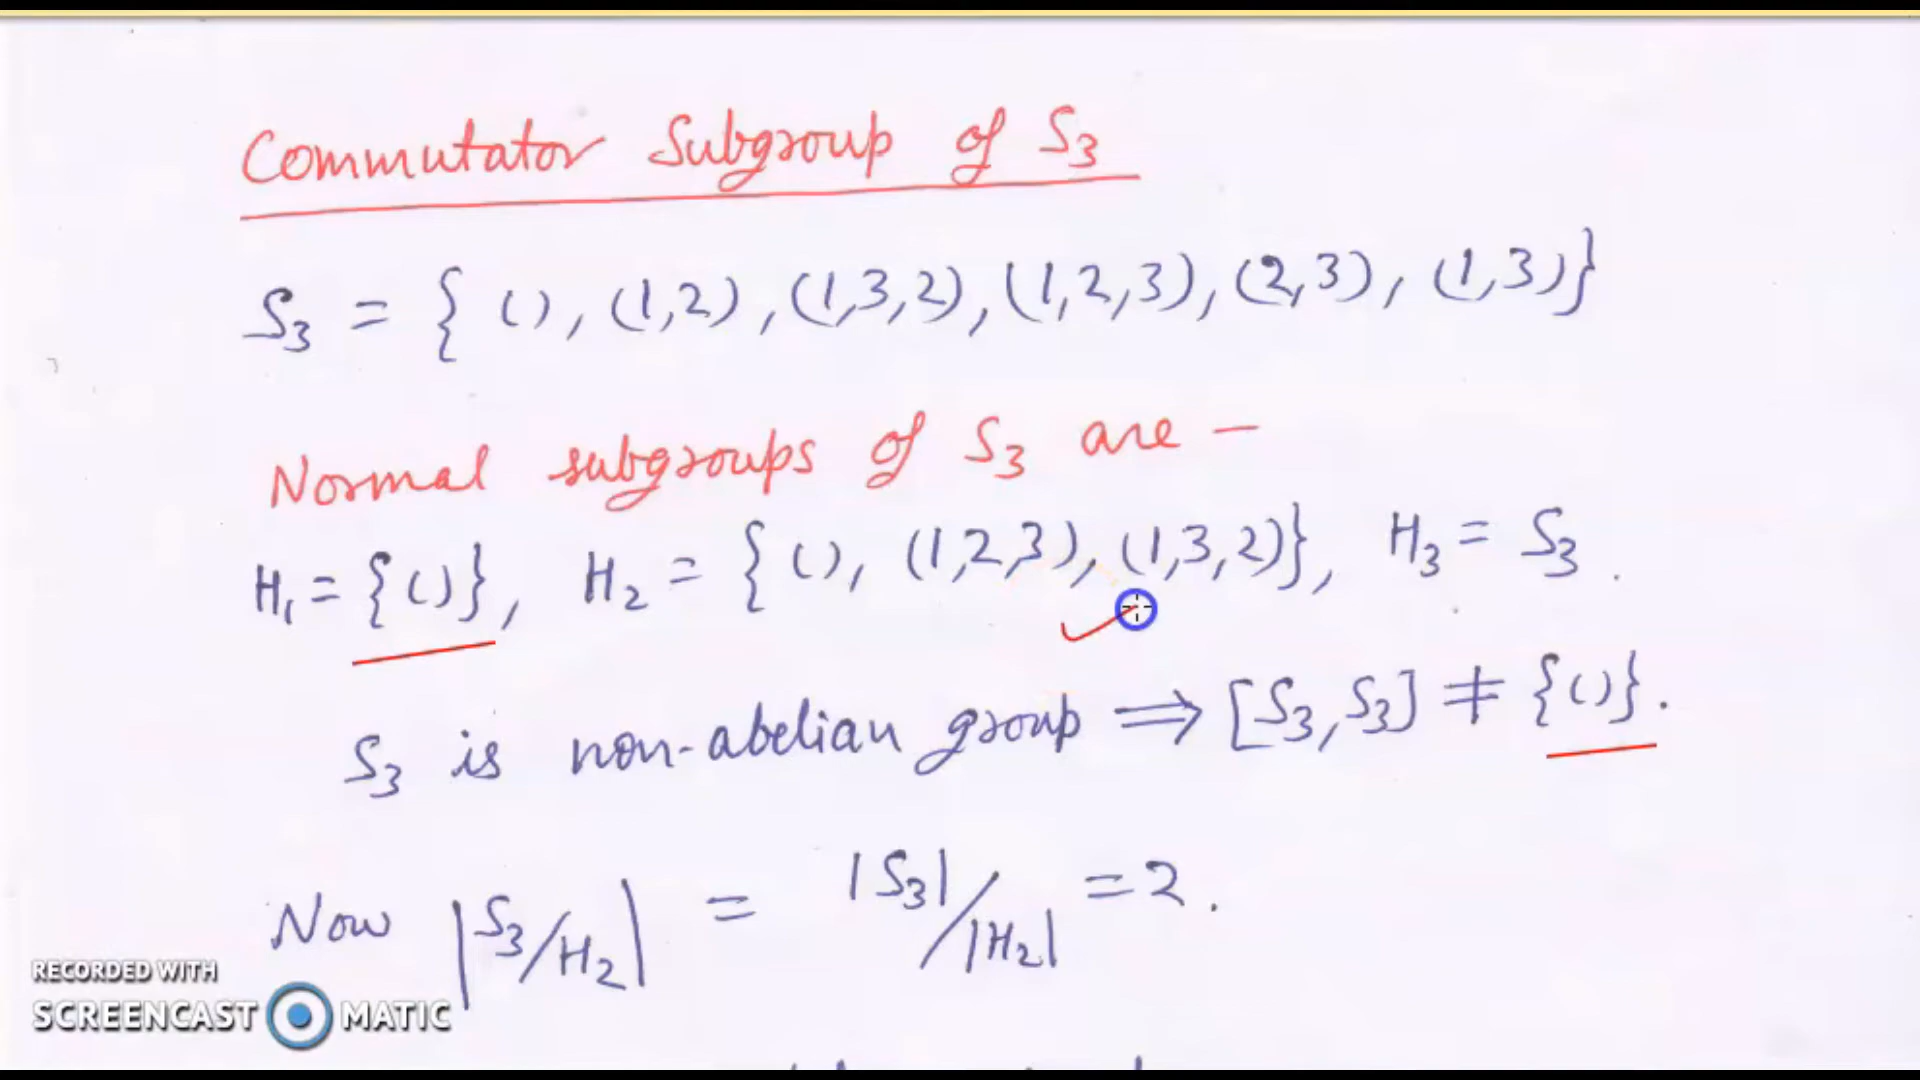 Commutator Subgroup of S₃
S₃ = { (), (1,2), (1,3,2), (1,2,3), (2,3), (1,3)}
Normal subgroups of S₃ are —
H₁ = {()}, H₂ = { (), (1,2,3), (1,3,2)}, H₃ = S₃.
S₃ is non-abelian group ⟹ [S₃, S₃] ≠ {()}.
Now |S₃/H₂| = |S₃|/|H₂| = 2.
RECORDED WITH
SCREENCAST MATIC